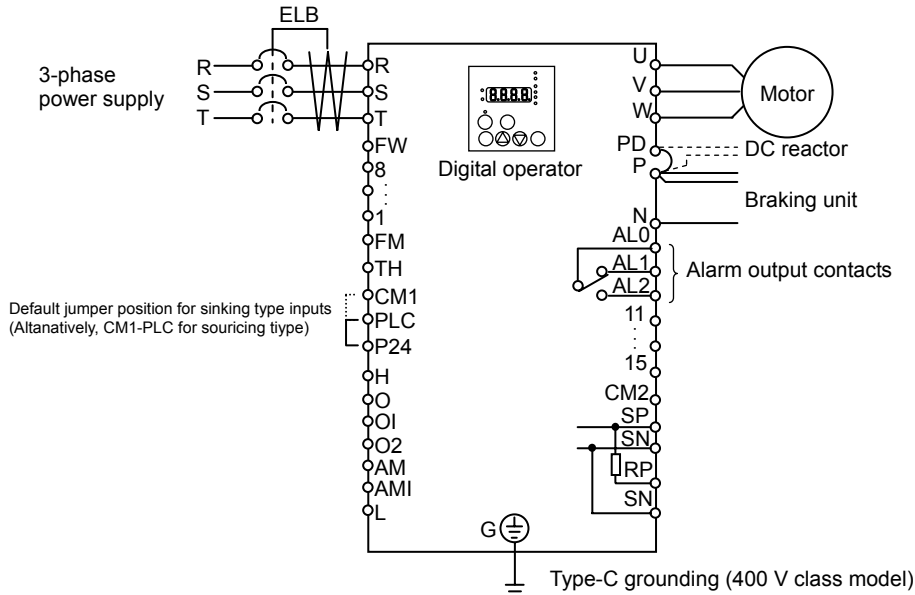 ELB
3-phase
power supply
R
S
T
R
S
T
FW
8
1
FM
TH
CM1
PLC
P24
H
O
OI
O2
AM
AMI
L
Default jumper position for sinking type inputs
(Altanatively, CM1-PLC for souricing tiype)
8.8.8.8.
Digital operator
U
V
W
Motor
PD
P
DC reactor
Braking unit
N
AL0
AL1
AL2
Alarm output contacts
11
15
CM2
SP
SN
RP
SN
G
Type-C grounding (400 V class model)